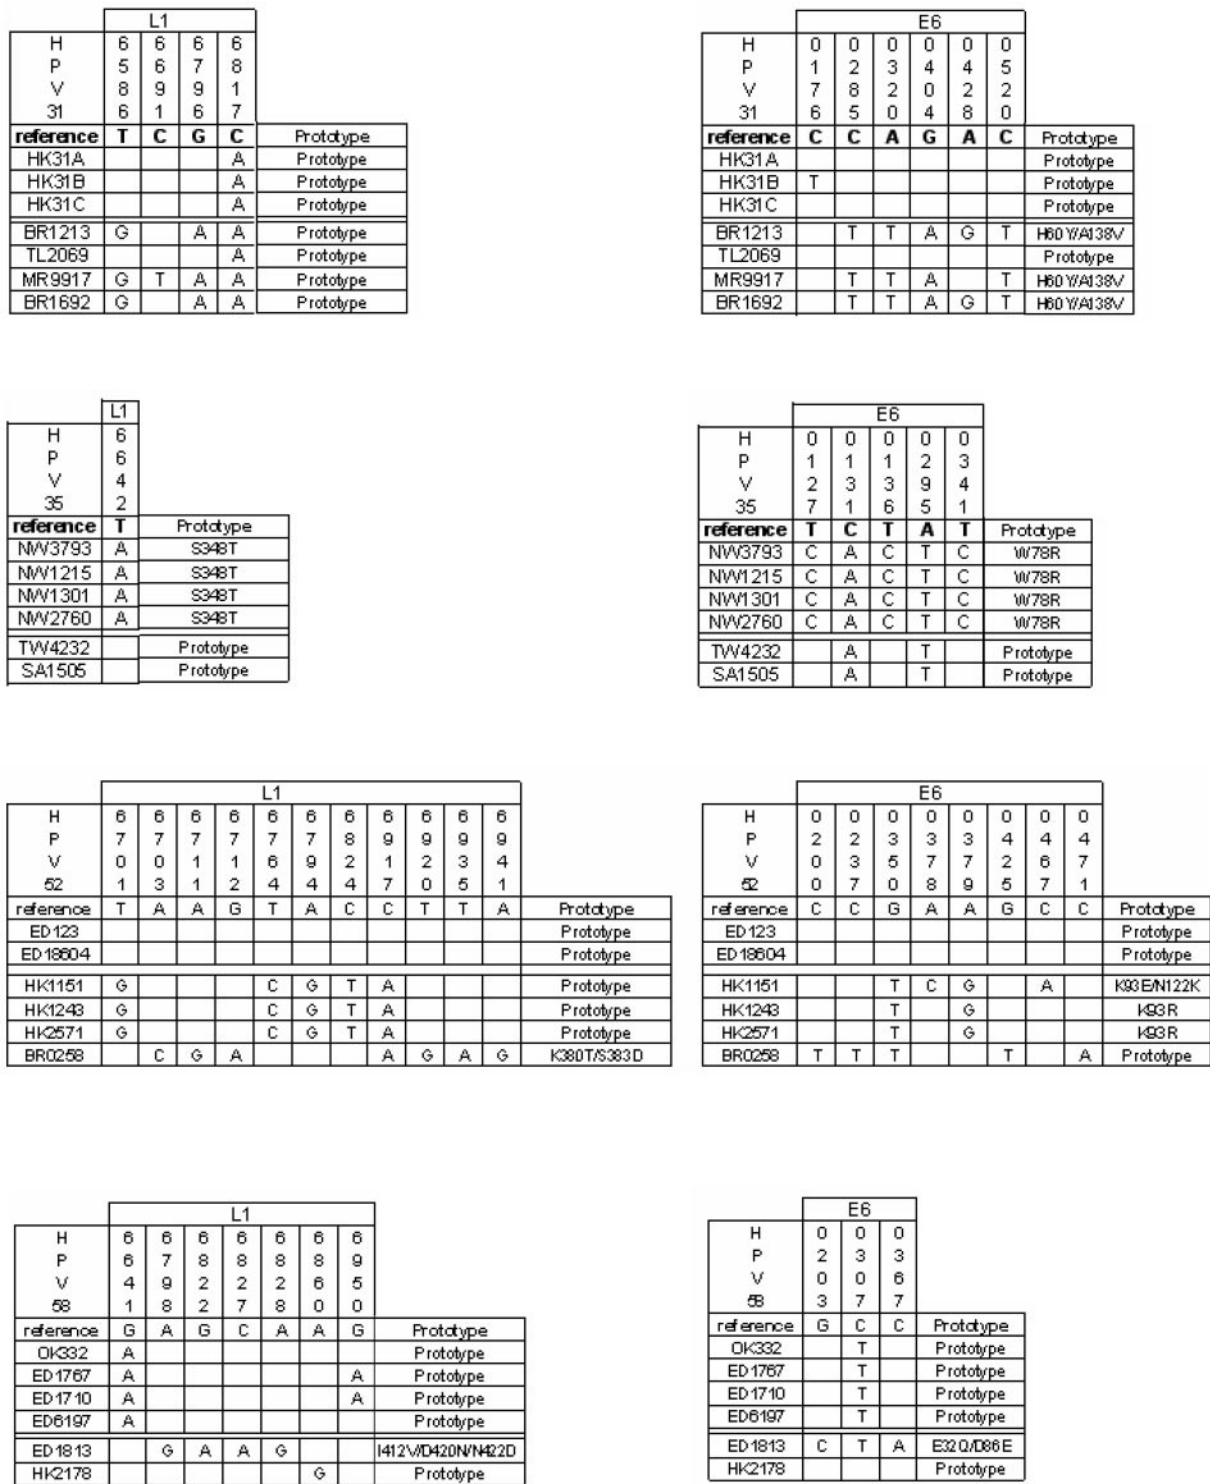 L1
H 6 6 6 6
P 5 6 7 8
V 8 9 9 1
31 6 1 6 7
reference T C G C Prototype
HK31A A Prototype
HK31B A Prototype
HK31C A Prototype
BR1213 G A A Prototype
TL2069 A Prototype
MR9917 G T A A Prototype
BR1692 G A A Prototype
E6
H 0 0 0 0 0 0
P 1 2 3 4 4 5
V 7 8 2 0 2 2
31 6 5 0 4 8 0
reference C C A G A C Prototype
HK31A Prototype
HK31B T Prototype
HK31C Prototype
BR1213 T T A G T H60Y/A138V
TL2069 Prototype
MR9917 T T A T H60Y/A138V
BR1692 T T A G T H60Y/A138V
L1
H 6
P 6
V 4
35 2
reference T Prototype
NW3793 A S348T
NW1215 A S348T
NW1301 A S348T
NW2760 A S348T
TW4232 Prototype
SA1505 Prototype
E6
H 0 0 0 0 0
P 1 1 1 2 3
V 2 3 3 9 4
35 7 1 6 5 1
reference T C T A T Prototype
NW3793 C A C T C W78R
NW1215 C A C T C W78R
NW1301 C A C T C W78R
NW2760 C A C T C W78R
TW4232 A T Prototype
SA1505 A T Prototype
L1
H 6 6 6 6 6 6 6 6 6 6 6
P 7 7 7 7 7 7 8 9 9 9 9
V 0 0 1 1 6 9 2 1 2 3 4
52 1 3 1 2 4 4 4 7 0 5 1
reference T A A G T A C C T T A Prototype
ED123 Prototype
ED18604 Prototype
HK1151 G C G T A Prototype
HK1243 G C G T A Prototype
HK2571 G C G T A Prototype
BR0258 C G A A G A G K380T/S383D
E6
H 0 0 0 0 0 0 0 0
P 2 2 3 3 3 4 4 4
V 0 3 5 7 7 2 6 7
52 0 7 0 8 9 5 7 1
reference C C G A A G C C Prototype
ED123 Prototype
ED18604 Prototype
HK1151 T C G A K93E/N122K
HK1243 T G K93R
HK2571 T G K93R
BR0258 T T T T A Prototype
L1
H 6 6 6 6 6 6 6
P 6 7 8 8 8 8 9
V 4 9 2 2 2 6 5
58 1 8 2 7 8 0 0
reference G A G C A A G Prototype
OK332 A Prototype
ED1767 A A Prototype
ED1710 A A Prototype
ED6197 A Prototype
ED1813 G A A G I412V/D420N/N422D
HK2178 G Prototype
E6
H 0 0 0
P 2 3 3
V 0 0 6
58 3 7 7
reference G C C Prototype
OK332 T Prototype
ED1767 T Prototype
ED1710 T Prototype
ED6197 T Prototype
ED1813 C T A E32Q/D86E
HK2178 Prototype